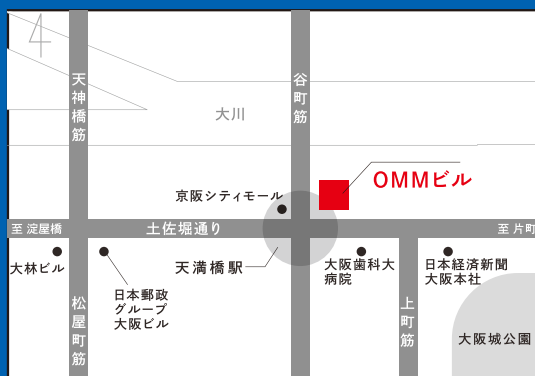 天神橋筋
谷町筋
大川
OMMビル
京阪シティモール
至 淀屋橋
土佐堀通り
至 片町
大林ビル
天満橋駅
大阪歯科大
病院
日本経済新聞
大阪本社
日本郵政
グループ
大阪ビル
松屋町筋
上町筋
大阪城公園